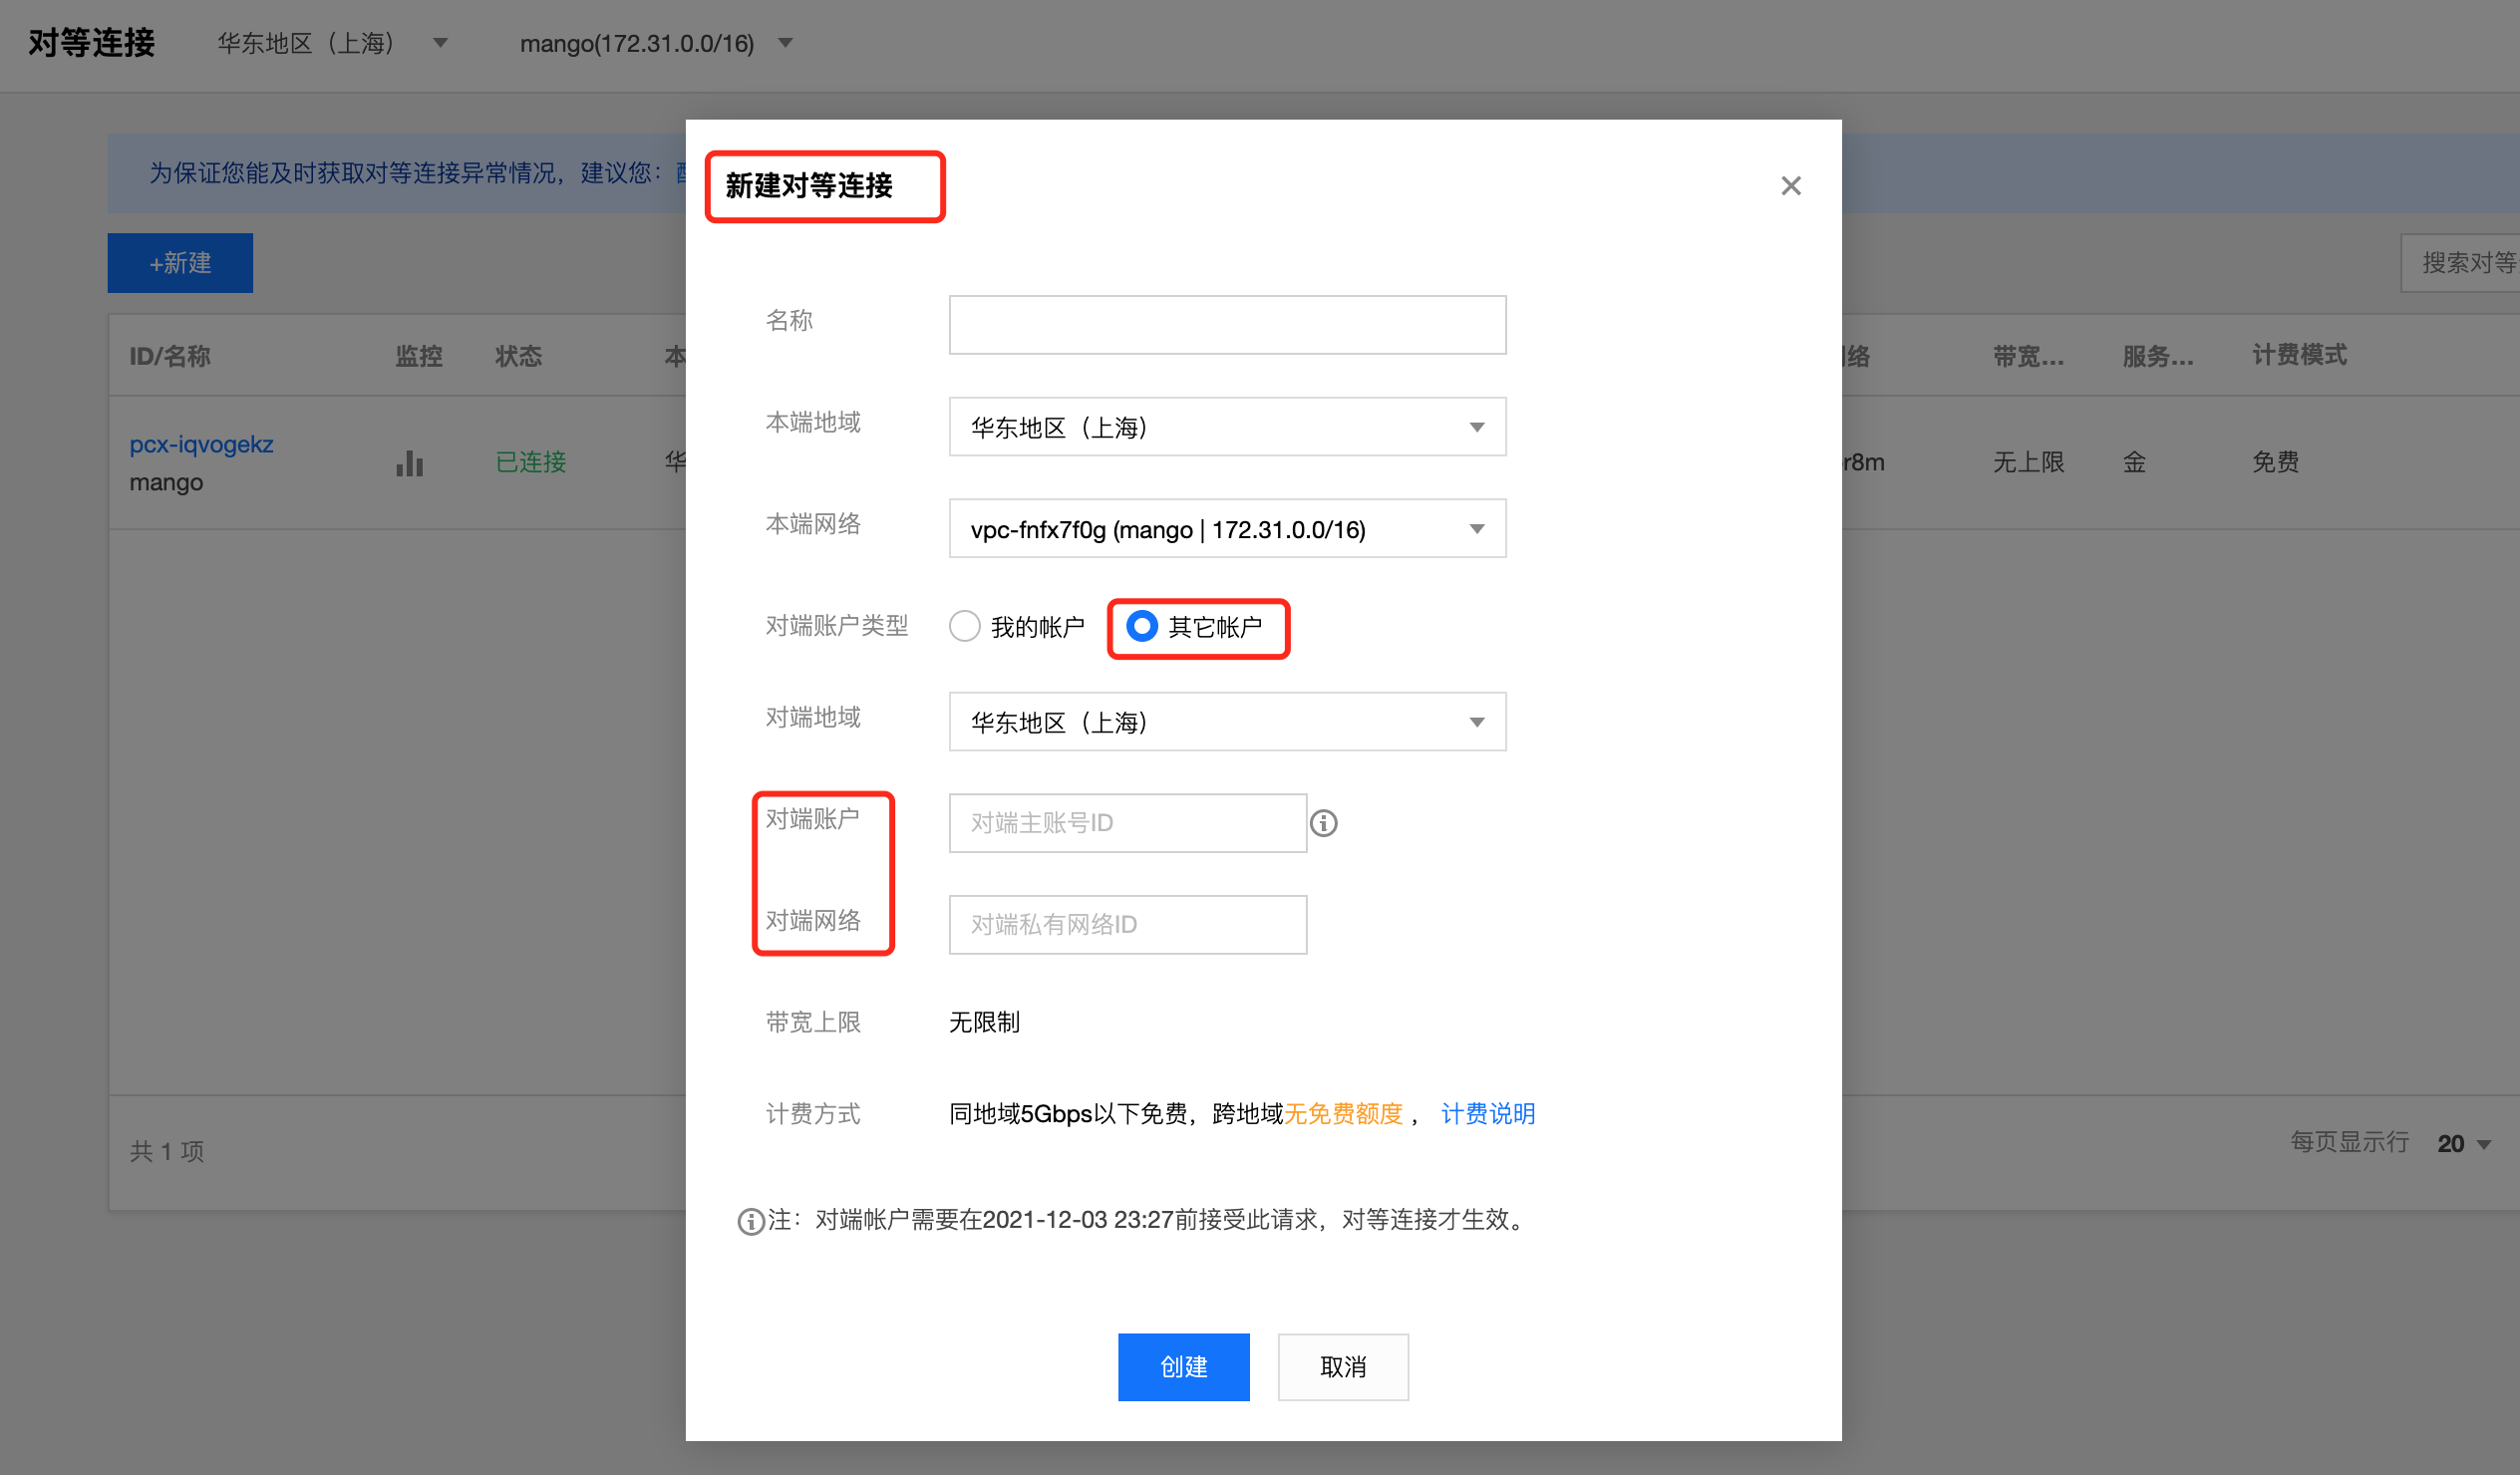 对等连接 华东地区（上海） mango(172.31.0.0/16)
为保证您能及时获取对等连接异常情况，建议您：
+新建
搜索对等
ID/名称 监控 状态 本 络 带宽... 服务... 计费模式
pcx-iqvogekz
mango
已连接 华 r8m 无上限 金 免费
共 1 项
每页显示行 20
新建对等连接
名称
本端地域 华东地区（上海）
本端网络 vpc-fnfx7f0g (mango | 172.31.0.0/16)
对端账户类型 我的帐户 其它帐户
对端地域 华东地区（上海）
对端账户 对端主账号ID
对端网络 对端私有网络ID
带宽上限 无限制
计费方式 同地域5Gbps以下免费，跨地域无免费额度， 计费说明
注：对端帐户需要在2021-12-03 23:27前接受此请求，对等连接才生效。
创建 取消